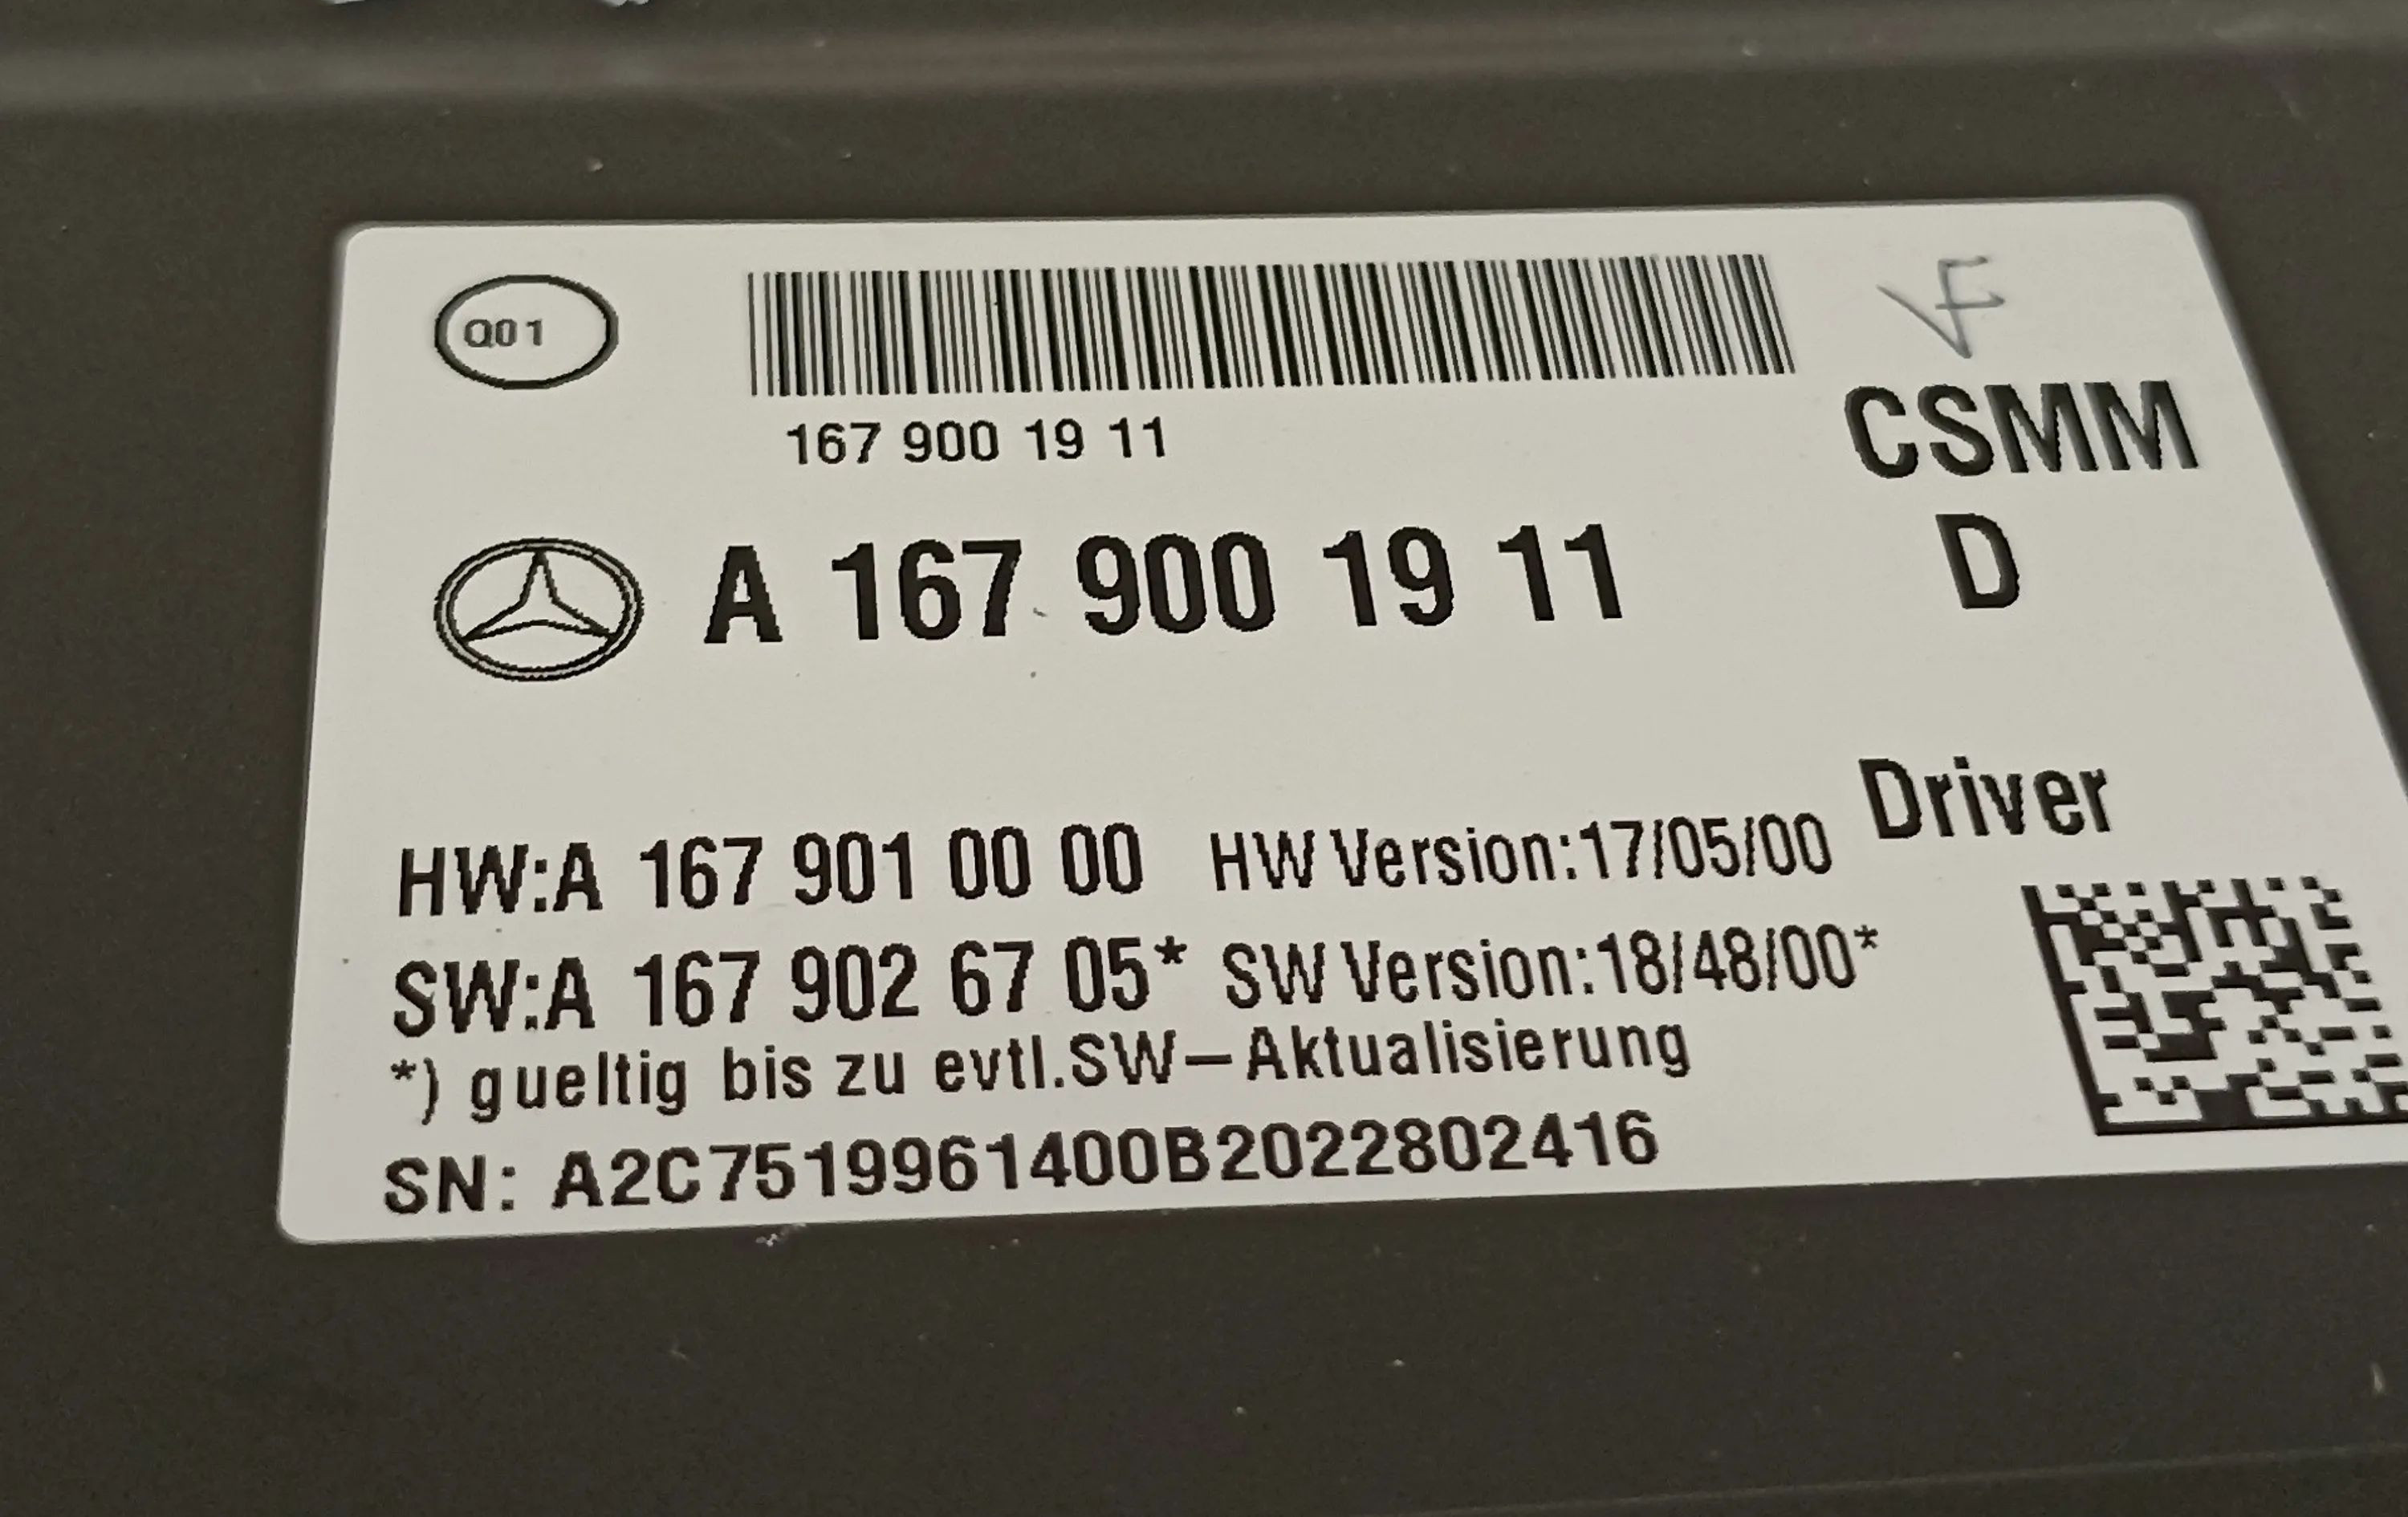 Q01
167 900 19 11
VF
CSMM
A 167 900 19 11
D
Driver
HW:A 167 901 00 00 HW Version:17/05/00
SW:A 167 902 67 05* SW Version:18/48/00*
*) gueltig bis zu evtl.SW-Aktualisierung
SN: A2C7519961400B2022802416